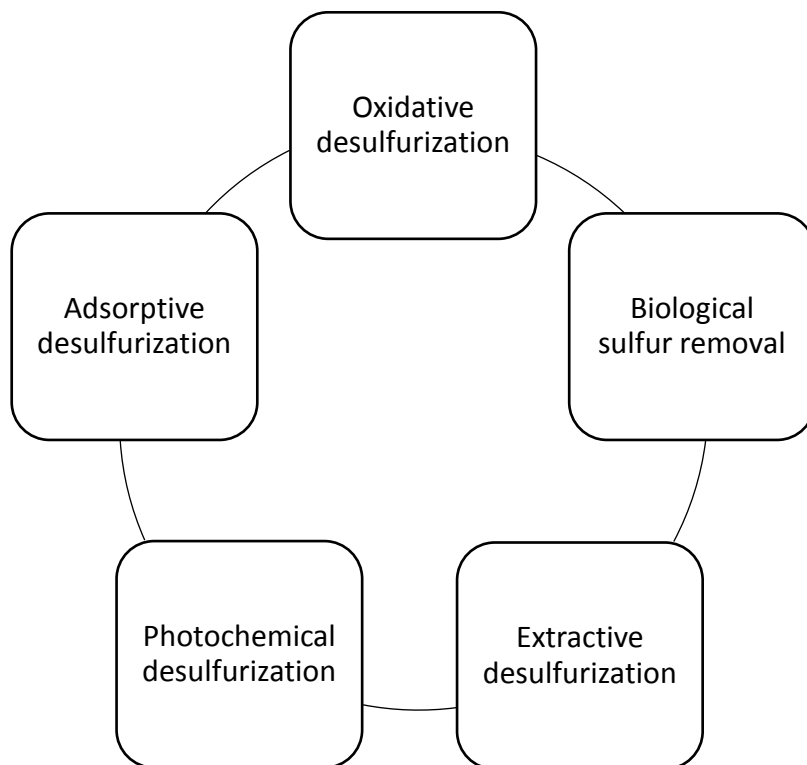 Oxidative
desulfurization
Biological
sulfur removal
Extractive
desulfurization
Photochemical
desulfurization
Adsorptive
desulfurization